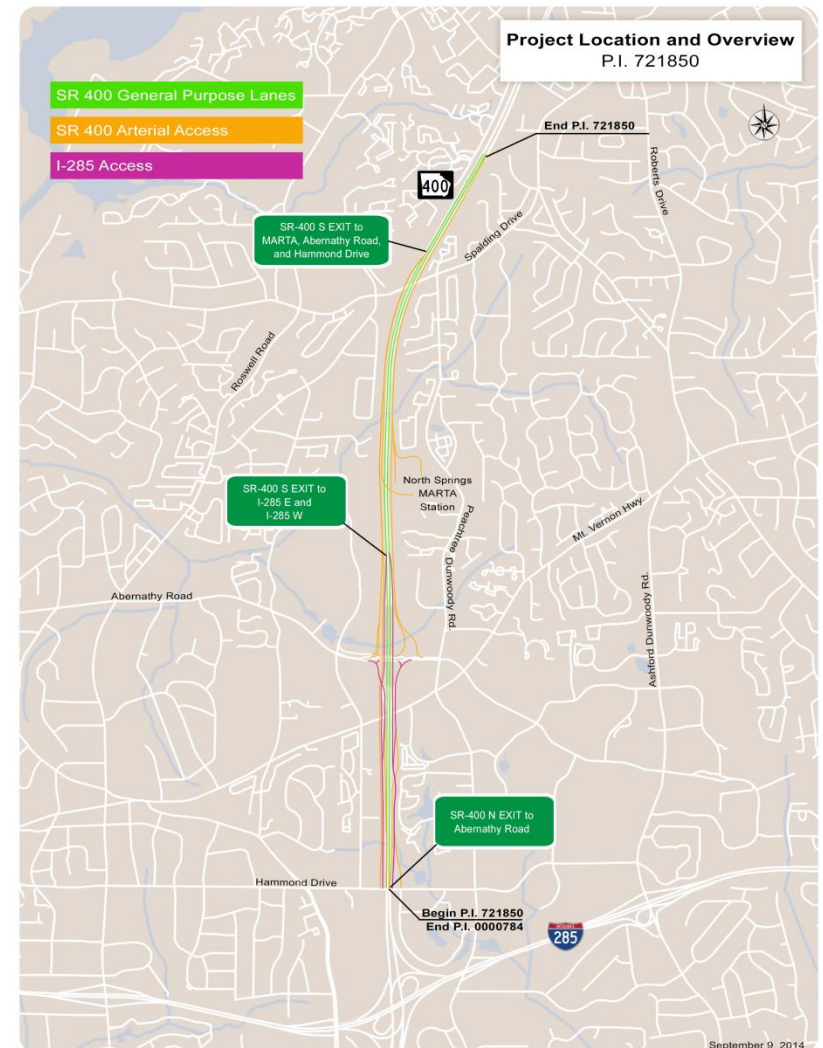 Project Location and Overview
P.I. 721850
SR 400 General Purpose Lanes
SR 400 Arterial Access
I-285 Access
End P.I. 721850
400
Roberts Drive
SR-400 S EXIT to
MARTA, Abernathy Road,
and Hammond Drive
Spalding Drive
Roswell Road
North Springs
MARTA
Station
SR-400 S EXIT to
I-285 E and
I-285 W
Peachtree Dunwoody Rd.
Mt. Vernon Hwy.
Abernathy Road
Ashford Dunwoody Rd.
SR-400 N EXIT to
Abernathy Road
Hammond Drive
Begin P.I. 721850
End P.I. 0000784
285
September 9, 2014